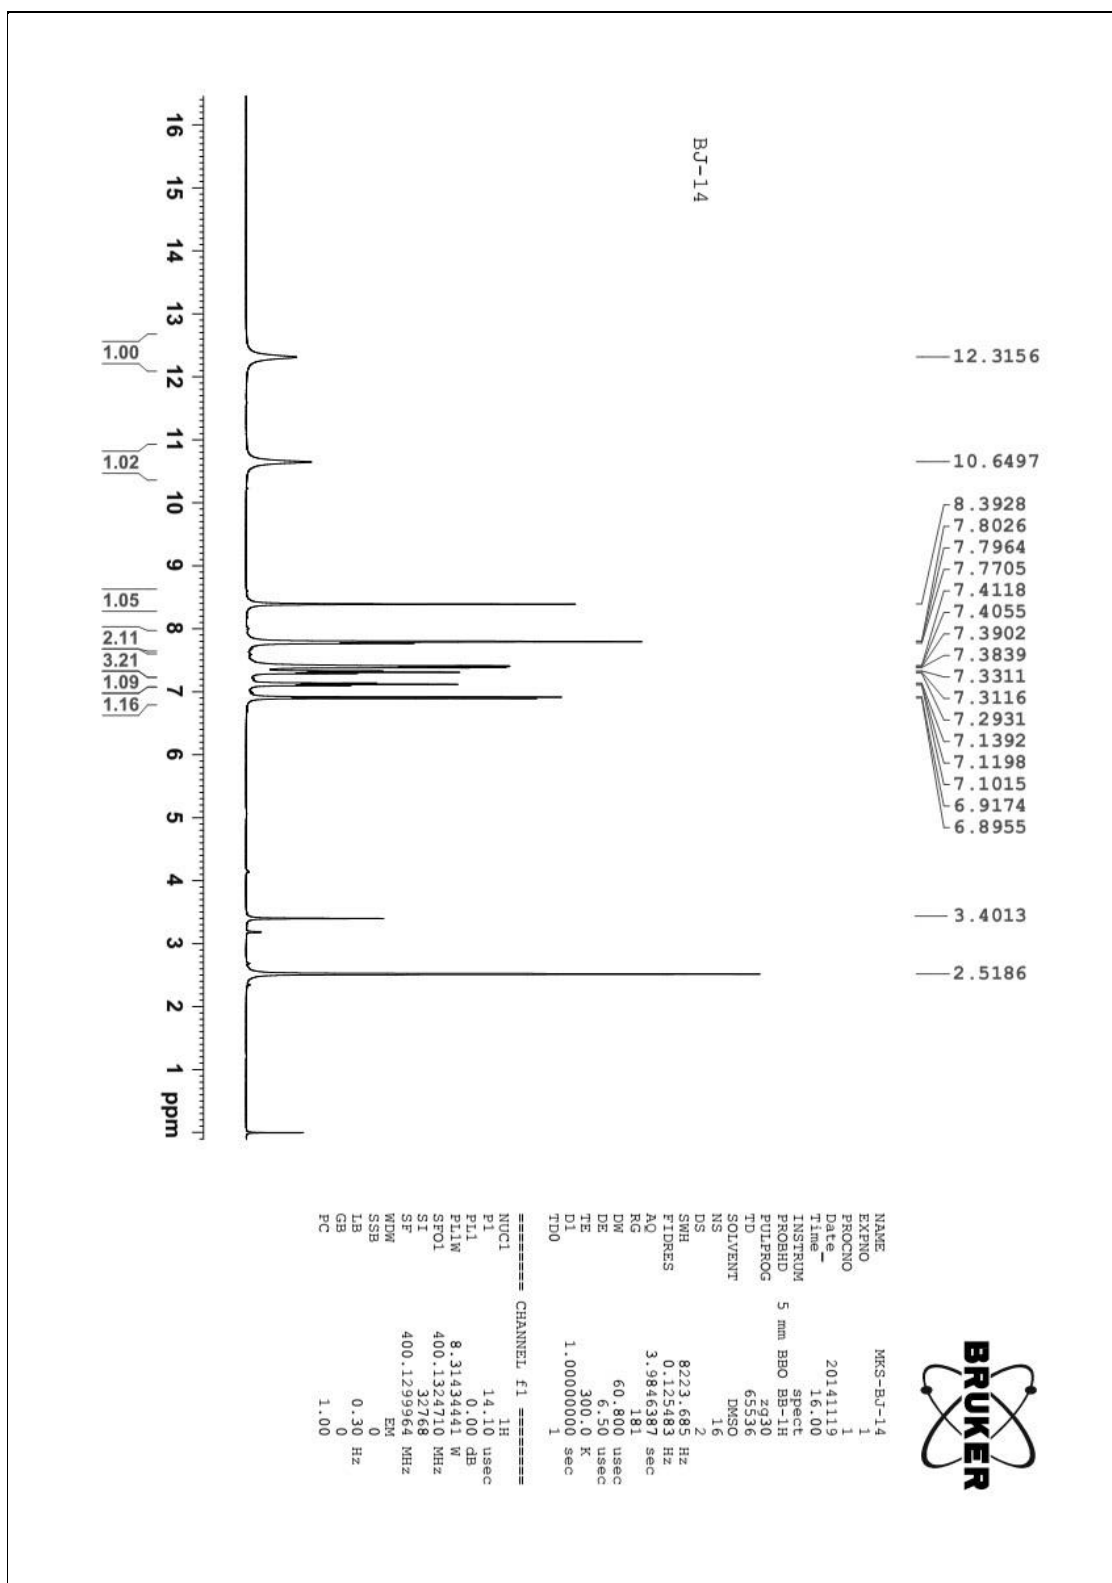 BJ-14
12.3156
10.6497
8.3928
7.8026
7.7964
7.7705
7.4118
7.4055
7.3902
7.3839
7.3311
7.3116
7.2931
7.1392
7.1198
7.1015
6.9174
6.8955
3.4013
2.5186
16 15 14 13 12 11 10 9 8 7 6 5 4 3 2 1 ppm
1.00
1.02
1.05
2.11
3.21
1.09
1.16
BRUKER
NAME MKS-BJ-14
EXPNO 1
PROCNO 1
Date_ 20141119
Time 16.00
INSTRUM spect
PROBHD 5 mm BBO BB-1H
PULPROG zg30
TD 65536
SOLVENT DMSO
NS 16
DS 2
SWH 8223.685 Hz
FIDRES 0.125483 Hz
AQ 3.9846387 sec
RG 181
DW 60.800 usec
DE 6.50 usec
TE 300.0 K
D1 1.00000000 sec
TD0 1
======== CHANNEL f1 ========
NUC1 1H
P1 14.10 usec
PL1 0.00 dB
PL1W 8.31434441 W
SFO1 400.1324710 MHz
SI 32768
SF 400.1299964 MHz
WDW EM
SSB 0
LB 0.30 Hz
GB 0
PC 1.00